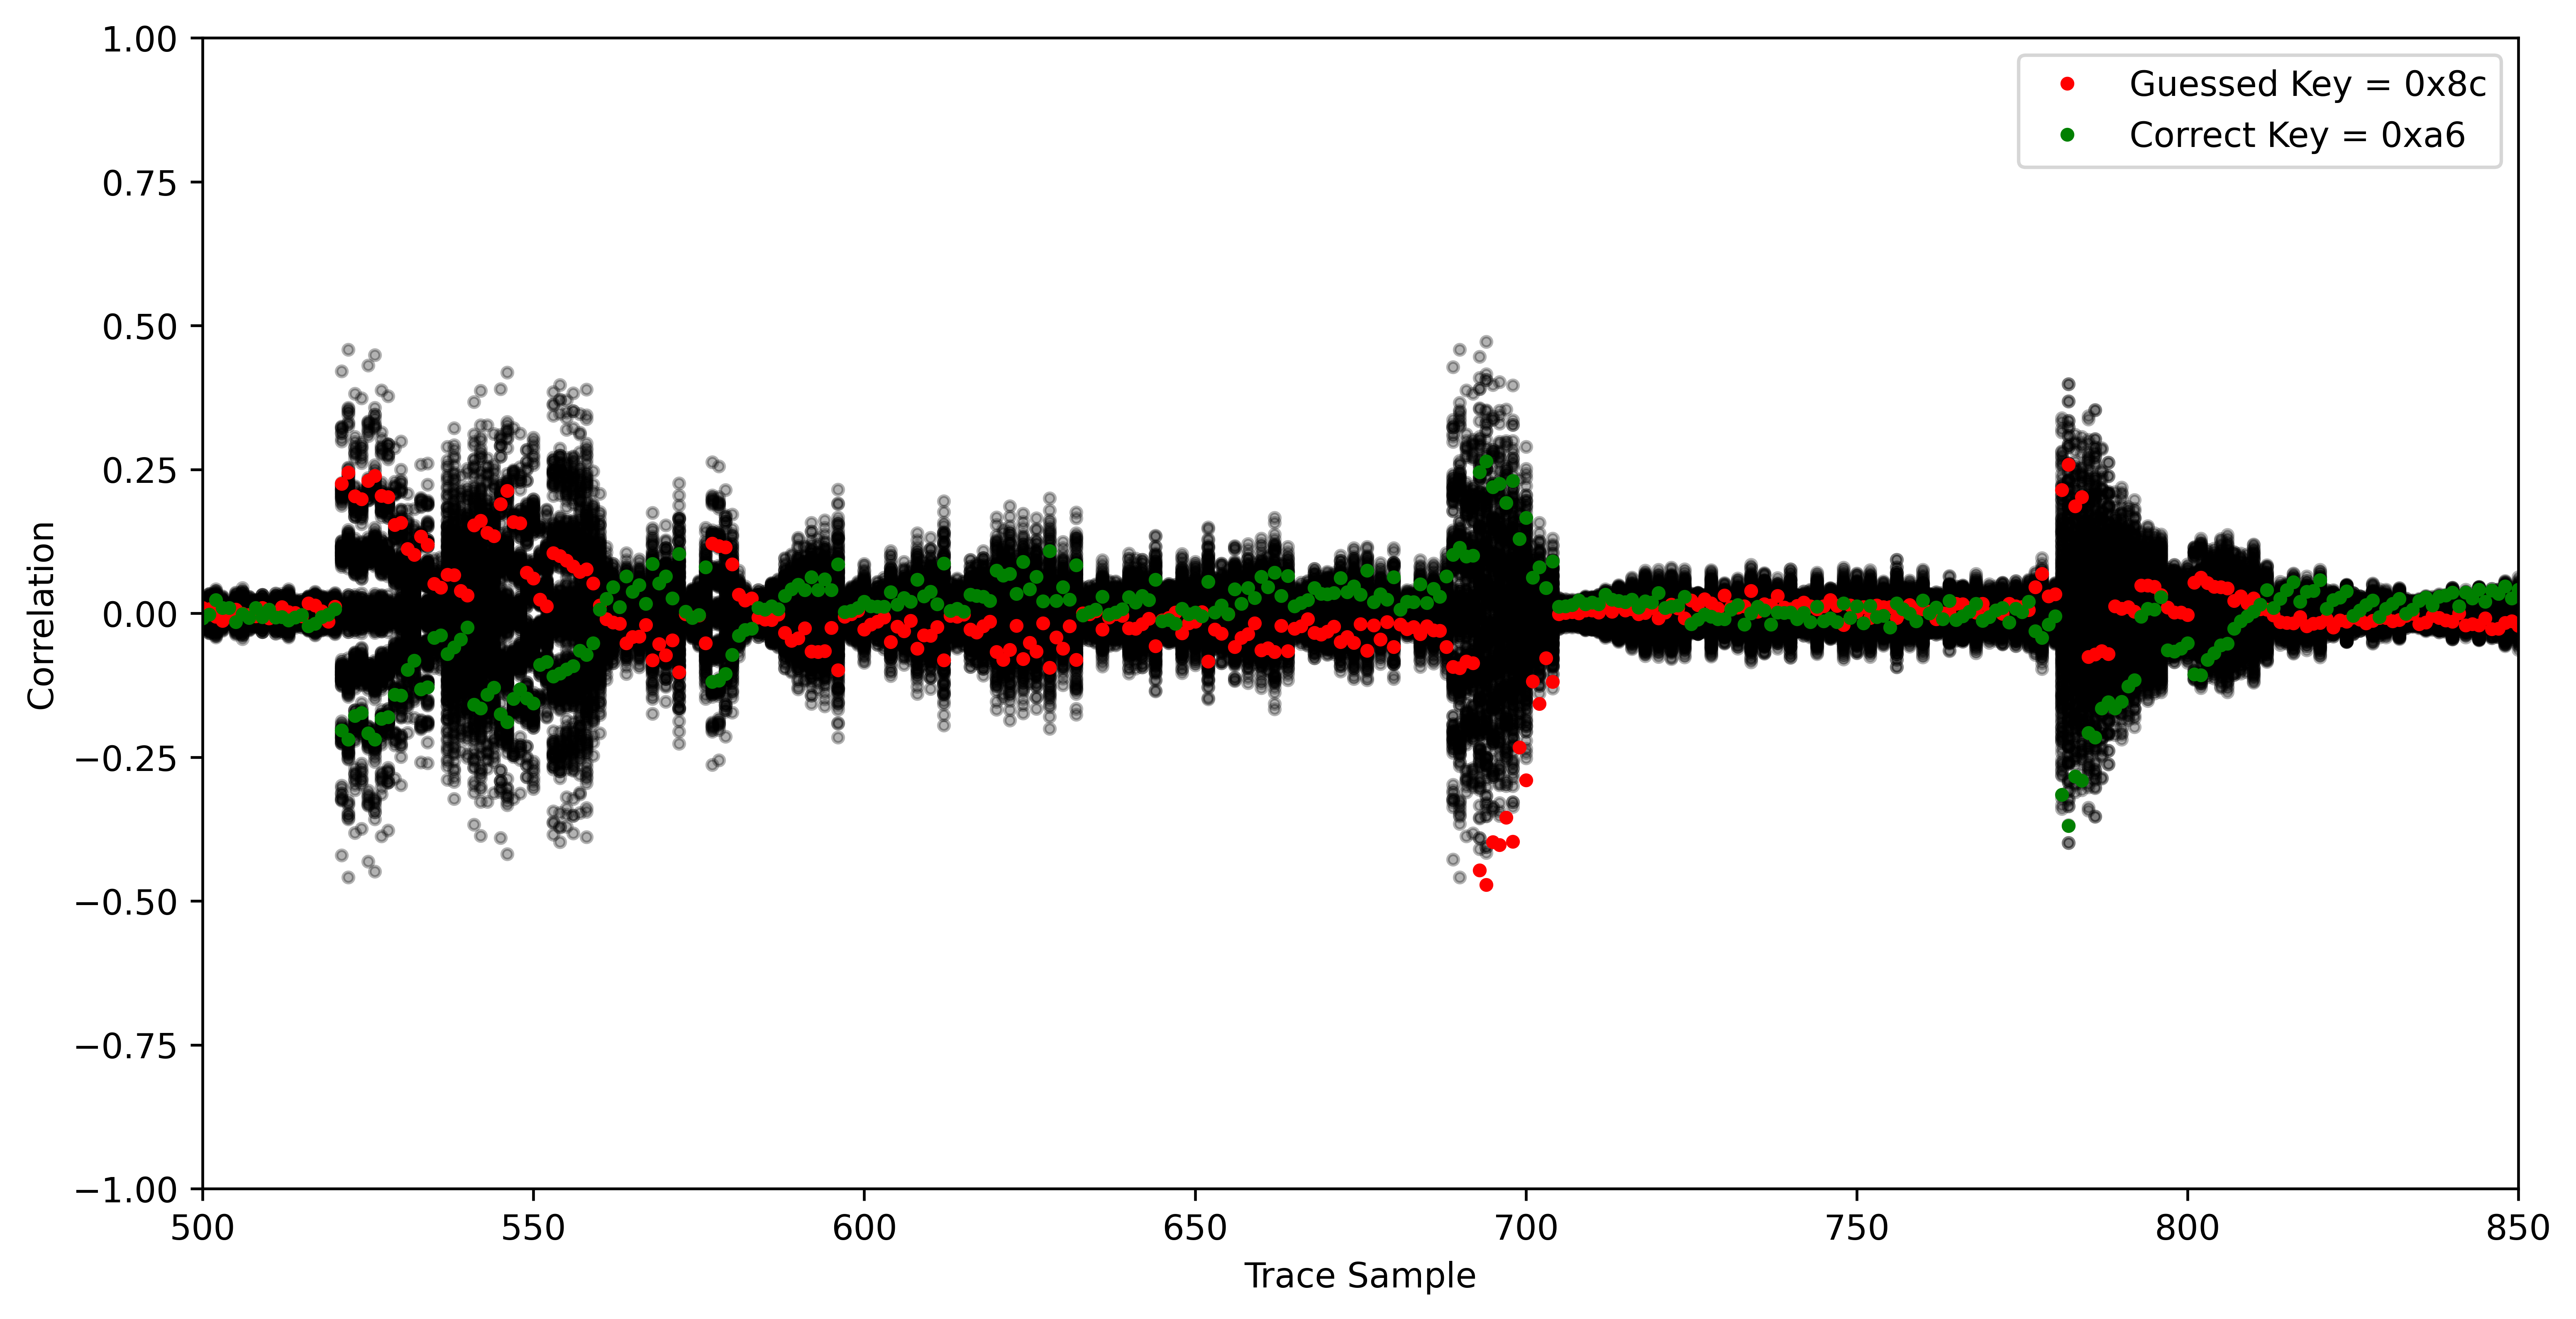 Correlation
1.00
0.75
0.50
0.25
0.00
−0.25
−0.50
−0.75
−1.00
Guessed Key = 0x8c
Correct Key = 0xa6
500 550 600 650 700 750 800 850
Trace Sample